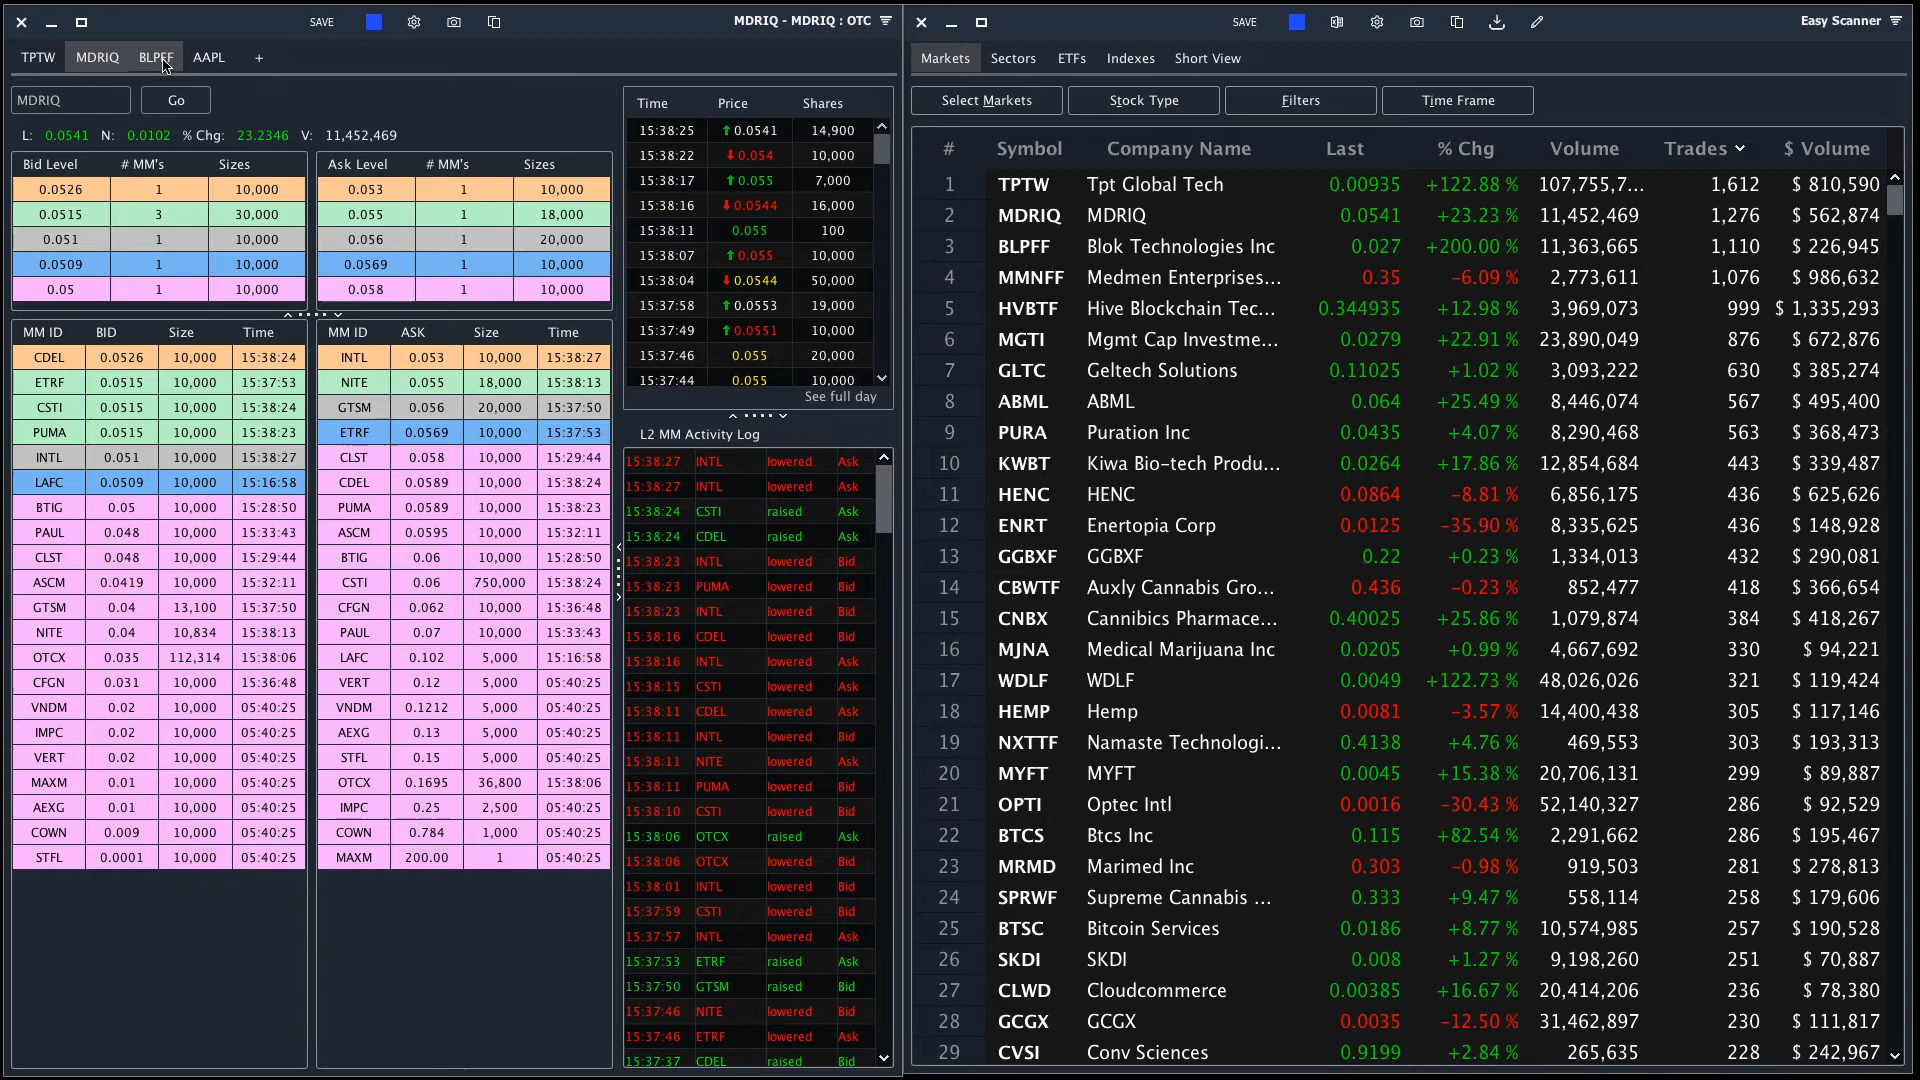 SAVE
MDRIQ - MDRIQ : OTC
TPTW MDRIQ BLPFF AAPL +
MDRIQ Go
L: 0.0541 N: 0.0102 % Chg: 23.2346 V: 11,452,469
Bid Level # MM's Sizes
0.0526 1 10,000
0.0515 3 30,000
0.051 1 10,000
0.0509 1 10,000
0.05 1 10,000
Ask Level # MM's Sizes
0.053 1 10,000
0.055 1 18,000
0.056 1 20,000
0.0569 1 10,000
0.058 1 10,000
MM ID BID Size Time
CDEL 0.0526 10,000 15:38:24
ETRF 0.0515 10,000 15:37:53
CSTI 0.0515 10,000 15:38:24
PUMA 0.0515 10,000 15:38:23
INTL 0.051 10,000 15:38:27
LAFC 0.0509 10,000 15:16:58
BTIG 0.05 10,000 15:28:50
PAUL 0.048 10,000 15:33:43
CLST 0.048 10,000 15:29:44
ASCM 0.0419 10,000 15:32:11
GTSM 0.04 13,100 15:37:50
NITE 0.04 10,834 15:38:13
OTCX 0.035 112,314 15:38:06
CFGN 0.031 10,000 15:36:48
VNDM 0.02 10,000 05:40:25
IMPC 0.02 10,000 05:40:25
VERT 0.02 10,000 05:40:25
MAXM 0.01 10,000 05:40:25
AEXG 0.01 10,000 05:40:25
COWN 0.009 10,000 05:40:25
STFL 0.0001 10,000 05:40:25
MM ID ASK Size Time
INTL 0.053 10,000 15:38:27
NITE 0.055 18,000 15:38:13
GTSM 0.056 20,000 15:37:50
ETRF 0.0569 10,000 15:37:53
CLST 0.058 10,000 15:29:44
CDEL 0.0589 10,000 15:38:24
PUMA 0.0589 10,000 15:38:23
ASCM 0.0595 10,000 15:32:11
BTIG 0.06 10,000 15:28:50
CSTI 0.06 750,000 15:38:24
CFGN 0.062 10,000 15:36:48
PAUL 0.07 10,000 15:33:43
LAFC 0.102 5,000 15:16:58
VERT 0.12 5,000 05:40:25
VNDM 0.1212 5,000 05:40:25
AEXG 0.13 5,000 05:40:25
STFL 0.15 5,000 05:40:25
OTCX 0.1695 36,800 15:38:06
IMPC 0.25 2,500 05:40:25
COWN 0.784 1,000 05:40:25
MAXM 200.00 1 05:40:25
Time Price Shares
15:38:25 0.0541 14,900
15:38:22 0.054 10,000
15:38:17 0.055 7,000
15:38:16 0.0544 16,000
15:38:11 0.055 100
15:38:07 0.055 10,000
15:38:04 0.0544 50,000
15:37:58 0.0553 19,000
15:37:49 0.0551 10,000
15:37:46 0.055 20,000
15:37:44 0.055 10,000
See full day
L2 MM Activity Log
15:38:27 INTL lowered Ask
15:38:27 INTL lowered Ask
15:38:24 CSTI raised Ask
15:38:24 CDEL raised Ask
15:38:23 INTL lowered Bid
15:38:23 PUMA lowered Bid
15:38:23 INTL lowered Bid
15:38:16 CDEL lowered Bid
15:38:16 INTL lowered Ask
15:38:15 CSTI lowered Ask
15:38:11 CDEL lowered Ask
15:38:11 INTL lowered Bid
15:38:11 NITE lowered Ask
15:38:11 PUMA lowered Bid
15:38:10 CSTI lowered Bid
15:38:06 OTCX raised Ask
15:38:06 OTCX lowered Bid
15:38:01 INTL lowered Bid
15:37:59 CSTI lowered Bid
15:37:57 INTL lowered Ask
15:37:53 ETRF raised Ask
15:37:50 GTSM raised Bid
15:37:46 NITE lowered Bid
15:37:46 ETRF lowered Ask
15:37:37 CDEL raised Bid
SAVE
Easy Scanner
Markets Sectors ETFs Indexes Short View
Select Markets Stock Type Filters Time Frame
# Symbol Company Name Last % Chg Volume Trades $ Volume
1 TPTW Tpt Global Tech 0.00935 +122.88 % 107,755,7... 1,612 $ 810,590
2 MDRIQ MDRIQ 0.0541 +23.23 % 11,452,469 1,276 $ 562,874
3 BLPFF Blok Technologies Inc 0.027 +200.00 % 11,363,665 1,110 $ 226,945
4 MMNFF Medmen Enterprises... 0.35 -6.09 % 2,773,611 1,076 $ 986,632
5 HVBTF Hive Blockchain Tec... 0.344935 +12.98 % 3,969,073 999 $ 1,335,293
6 MGTI Mgmt Cap Investme... 0.0279 +22.91 % 23,890,049 876 $ 672,876
7 GLTC Geltech Solutions 0.11025 +1.02 % 3,093,222 630 $ 385,274
8 ABML ABML 0.064 +25.49 % 8,446,074 567 $ 495,400
9 PURA Puration Inc 0.0435 +4.07 % 8,290,468 563 $ 368,473
10 KWBT Kiwa Bio-tech Produ... 0.0264 +17.86 % 12,854,684 443 $ 339,487
11 HENC HENC 0.0864 -8.81 % 6,856,175 436 $ 625,626
12 ENRT Enertopia Corp 0.0125 -35.90 % 8,335,625 436 $ 148,928
13 GGBXF GGBXF 0.22 +0.23 % 1,334,013 432 $ 290,081
14 CBWTF Auxly Cannabis Gro... 0.436 -0.23 % 852,477 418 $ 366,654
15 CNBX Cannibics Pharmace... 0.40025 +25.86 % 1,079,874 384 $ 418,267
16 MJNA Medical Marijuana Inc 0.0205 +0.99 % 4,667,692 330 $ 94,221
17 WDLF WDLF 0.0049 +122.73 % 48,026,026 321 $ 119,424
18 HEMP Hemp 0.0081 -3.57 % 14,400,438 305 $ 117,146
19 NXTTF Namaste Technologi... 0.4138 +4.76 % 469,553 303 $ 193,313
20 MYFT MYFT 0.0045 +15.38 % 20,706,131 299 $ 89,887
21 OPTI Optec Intl 0.0016 -30.43 % 52,140,327 286 $ 92,529
22 BTCS Btcs Inc 0.115 +82.54 % 2,291,662 286 $ 195,467
23 MRMD Marimed Inc 0.303 -0.98 % 919,503 281 $ 278,813
24 SPRWF Supreme Cannabis ... 0.333 +9.47 % 558,114 258 $ 179,606
25 BTSC Bitcoin Services 0.0186 +8.77 % 10,574,985 257 $ 190,528
26 SKDI SKDI 0.008 +1.27 % 9,198,260 251 $ 70,887
27 CLWD Cloudcommerce 0.00385 +16.67 % 20,414,206 236 $ 78,380
28 GCGX GCGX 0.0035 -12.50 % 31,462,897 230 $ 111,817
29 CVSI Conv Sciences 0.9199 +2.84 % 265,635 228 $ 242,967